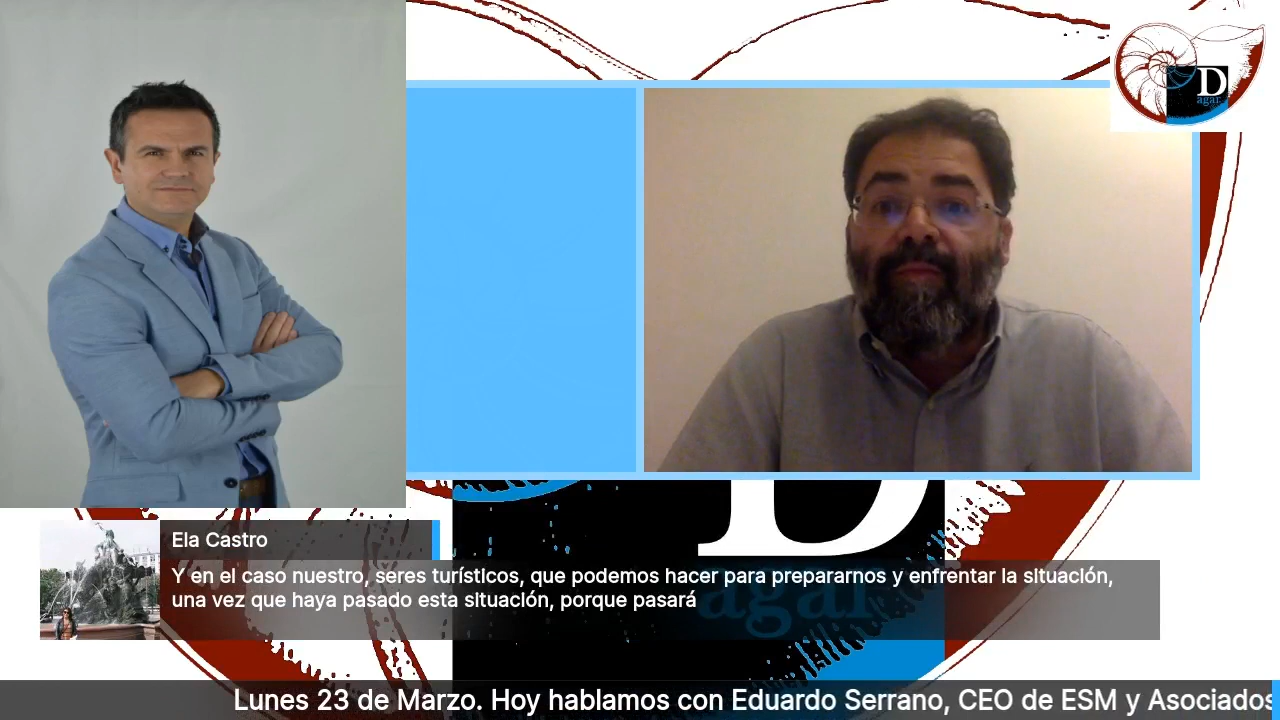 D
agar
Ela Castro
Y en el caso nuestro, seres turísticos, que podemos hacer para prepararnos y enfrentar la situación,
una vez que haya pasado esta situación, porque pasará
D
agar
Lunes 23 de Marzo. Hoy hablamos con Eduardo Serrano, CEO de ESM y Asociados